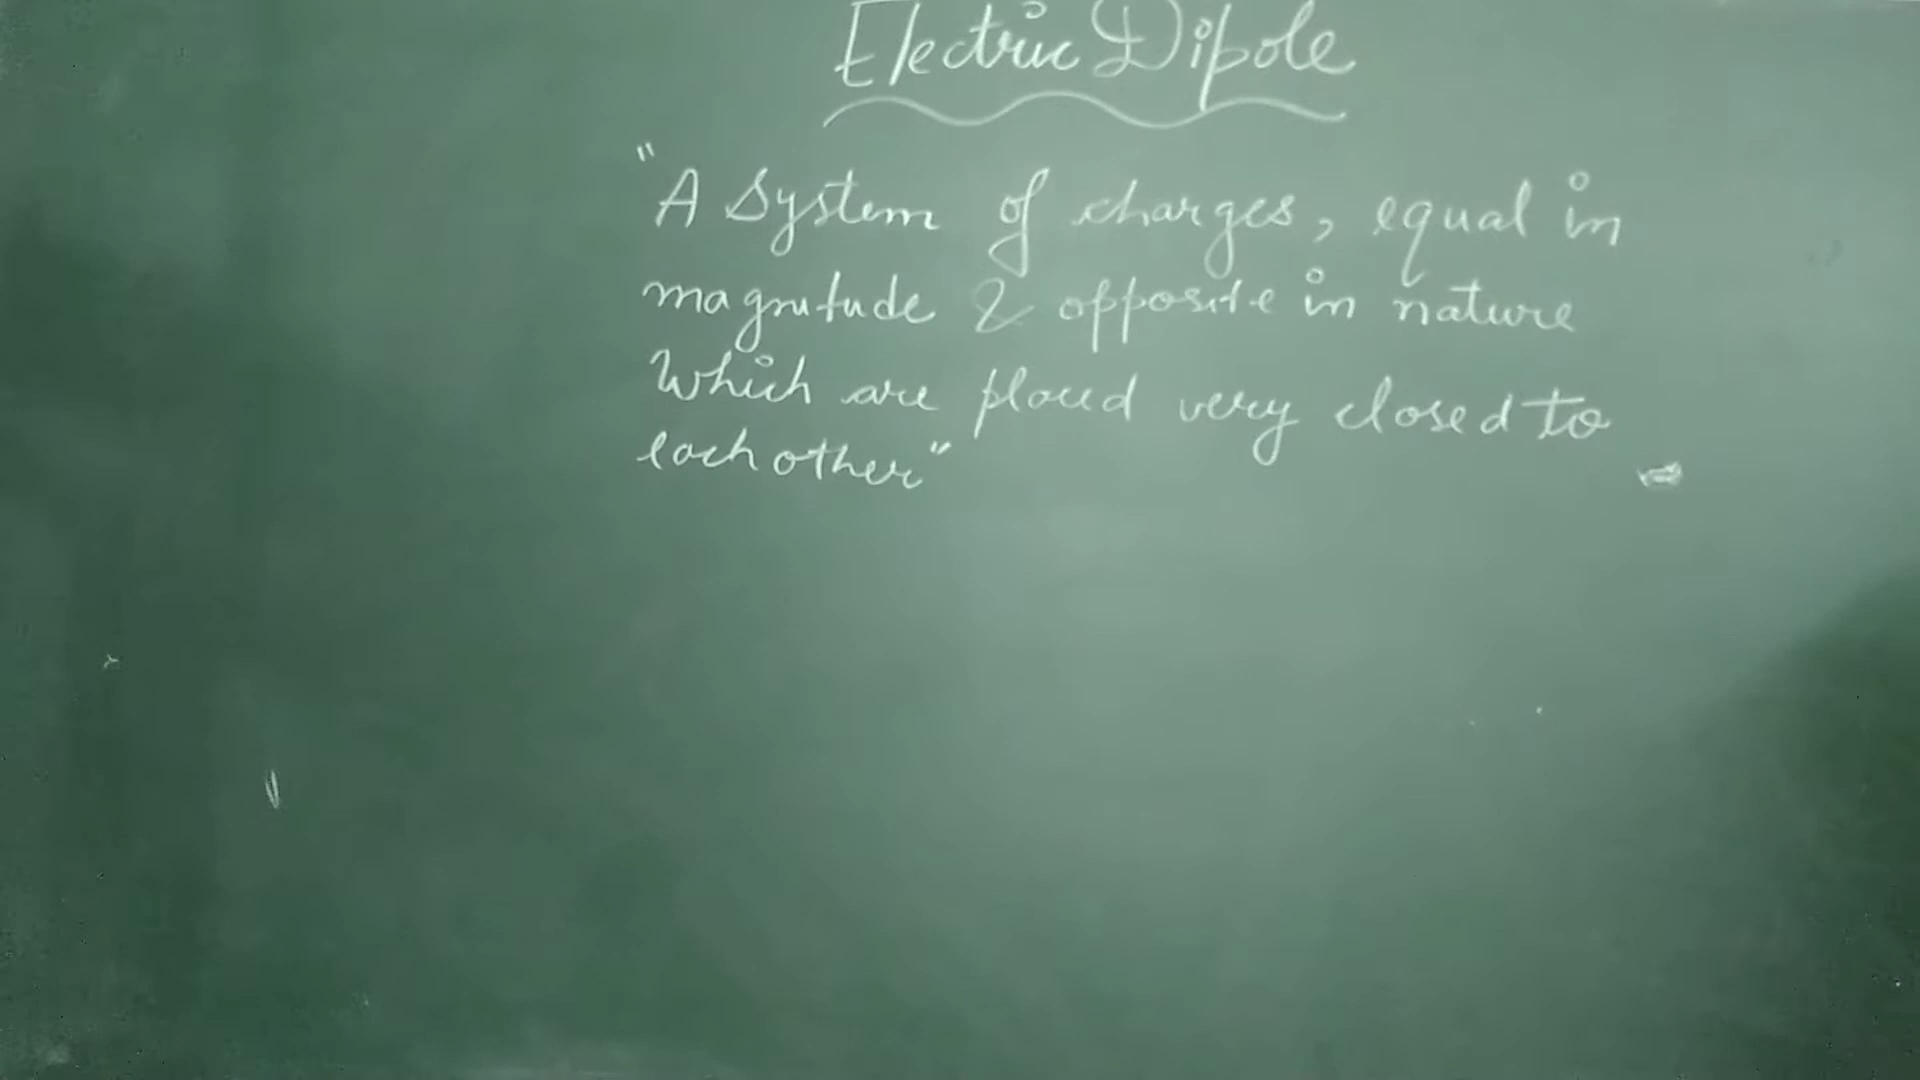 Electric Dipole
"A System of charges, equal in
magnitude & opposite in nature
Which are placed very closed to
each other"